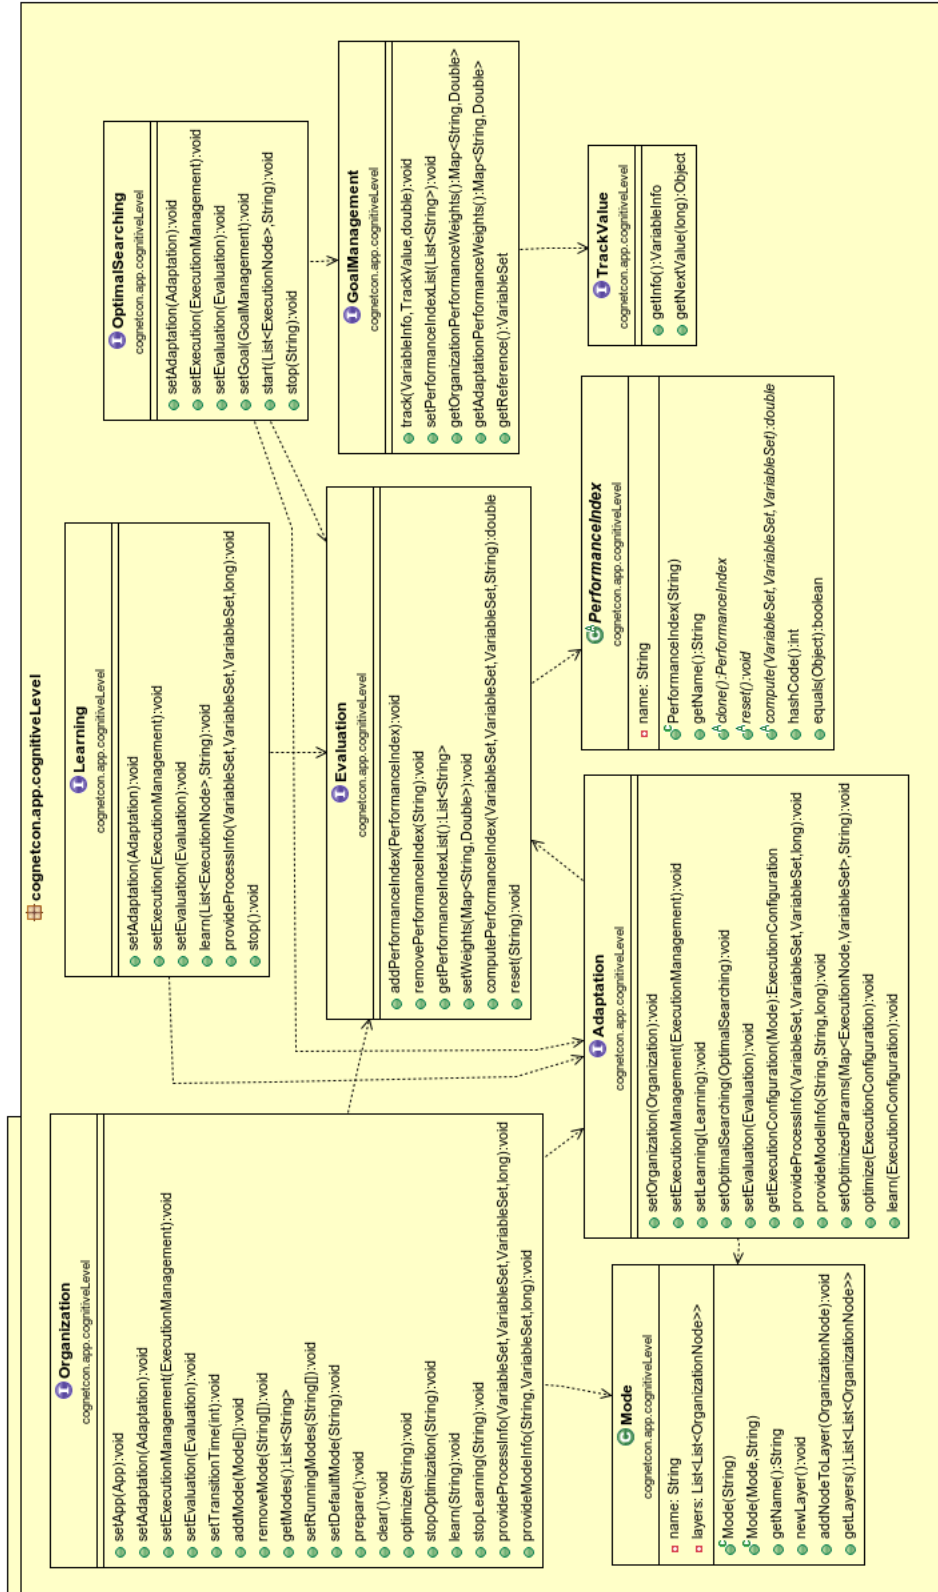 cognetcon.app.cognitiveLevel
Organization
cognetcon.app.cognitiveLevel
setApp(App):void
setAdaptation(Adaptation):void
setExecutionManagement(ExecutionManagement):void
setEvaluation(Evaluation):void
setTransitionTime(int):void
addMode(Mode[]):void
removeMode(String[]):void
getModes():List<String>
setRunningModes(String[]):void
setDefaultMode(String):void
prepare():void
clear():void
optimize(String):void
stopOptimization(String):void
learn(String):void
stopLearning(String):void
provideProcessInfo(VariableSet,VariableSet,VariableSet,long):void
provideModeInfo(String,VariableSet,long):void
Learning
cognetcon.app.cognitiveLevel
setAdaptation(Adaptation):void
setExecution(ExecutionManagement):void
setEvaluation(Evaluation):void
learn(List<ExecutionNode>,String):void
provideProcessInfo(VariableSet,VariableSet,VariableSet,long):void
stop():void
OptimalSearching
cognetcon.app.cognitiveLevel
setAdaptation(Adaptation):void
setExecution(ExecutionManagement):void
setEvaluation(Evaluation):void
setGoal(GoalManagement):void
start(List<ExecutionNode>,String):void
stop(String):void
Evaluation
cognetcon.app.cognitiveLevel
addPerformanceIndex(PerformanceIndex):void
removePerformanceIndex(String):void
getPerformanceIndexList():List<String>
setWeights(Map<String,Double>):void
computePerformanceIndex(VariableSet,VariableSet,VariableSet,String):double
reset(String):void
GoalManagement
cognetcon.app.cognitiveLevel
track(VariableInfo,TrackValue,double):void
setPerformanceIndexList(List<String>):void
getOrganizationPerformanceWeights():Map<String,Double>
getAdaptationPerformanceWeights():Map<String,Double>
getReference():VariableSet
Mode
cognetcon.app.cognitiveLevel
name: String
layers: List<List<OrganizationNode>>
Mode(String)
Mode(Mode,String)
getName():String
newLayer():void
addNodeToLayer(OrganizationNode):void
getLayers():List<List<OrganizationNode>>
Adaptation
cognetcon.app.cognitiveLevel
setOrganization(Organization):void
setExecutionManagement(ExecutionManagement):void
setLearning(Learning):void
setOptimalSearching(OptimalSearching):void
setEvaluation(Evaluation):void
getExecutionConfiguration(Mode):ExecutionConfiguration
provideProcessInfo(VariableSet,VariableSet,VariableSet,long):void
provideModelInfo(String,String,long):void
setOptimizedParams(Map<ExecutionNode,VariableSet>,String):void
optimize(ExecutionConfiguration):void
learn(ExecutionConfiguration):void
PerformanceIndex
cognetcon.app.cognitiveLevel
name: String
PerformanceIndex(String)
getName():String
clone():PerformanceIndex
reset():void
compute(VariableSet,VariableSet,VariableSet):double
hashCode():int
equals(Object):boolean
TrackValue
cognetcon.app.cognitiveLevel
getInfo():VariableInfo
getNextValue(long):Object